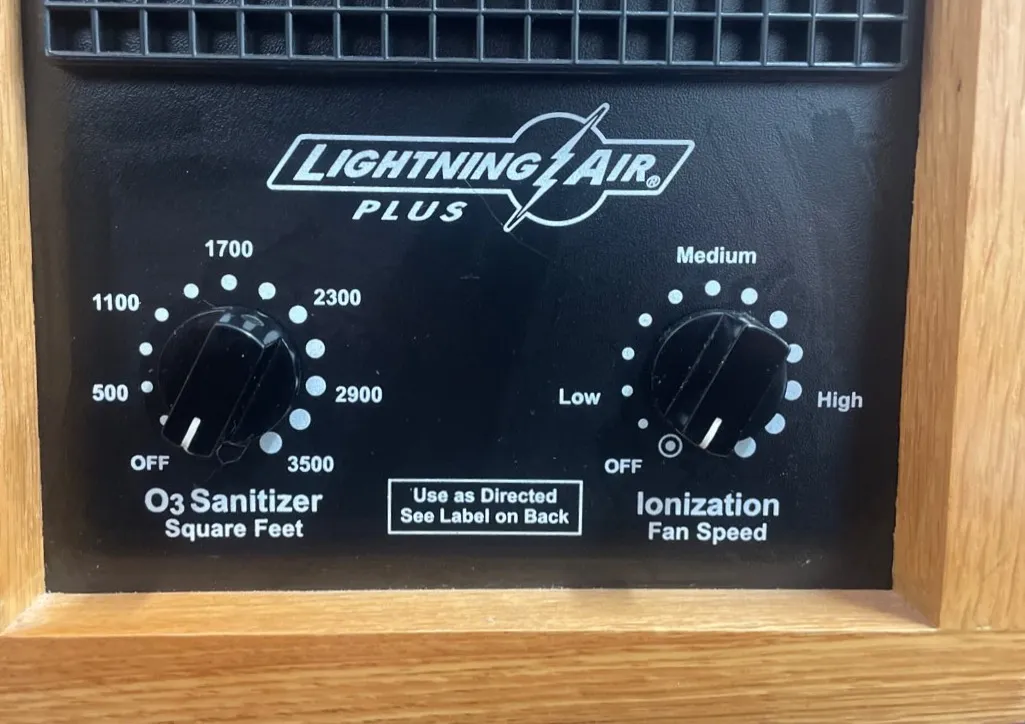 LIGHTNING AIR®
PLUS
1700
1100
2300
500
2900
OFF
3500
O3 Sanitizer
Square Feet
Use as Directed
See Label on Back
Medium
Low
High
OFF
Ionization
Fan Speed